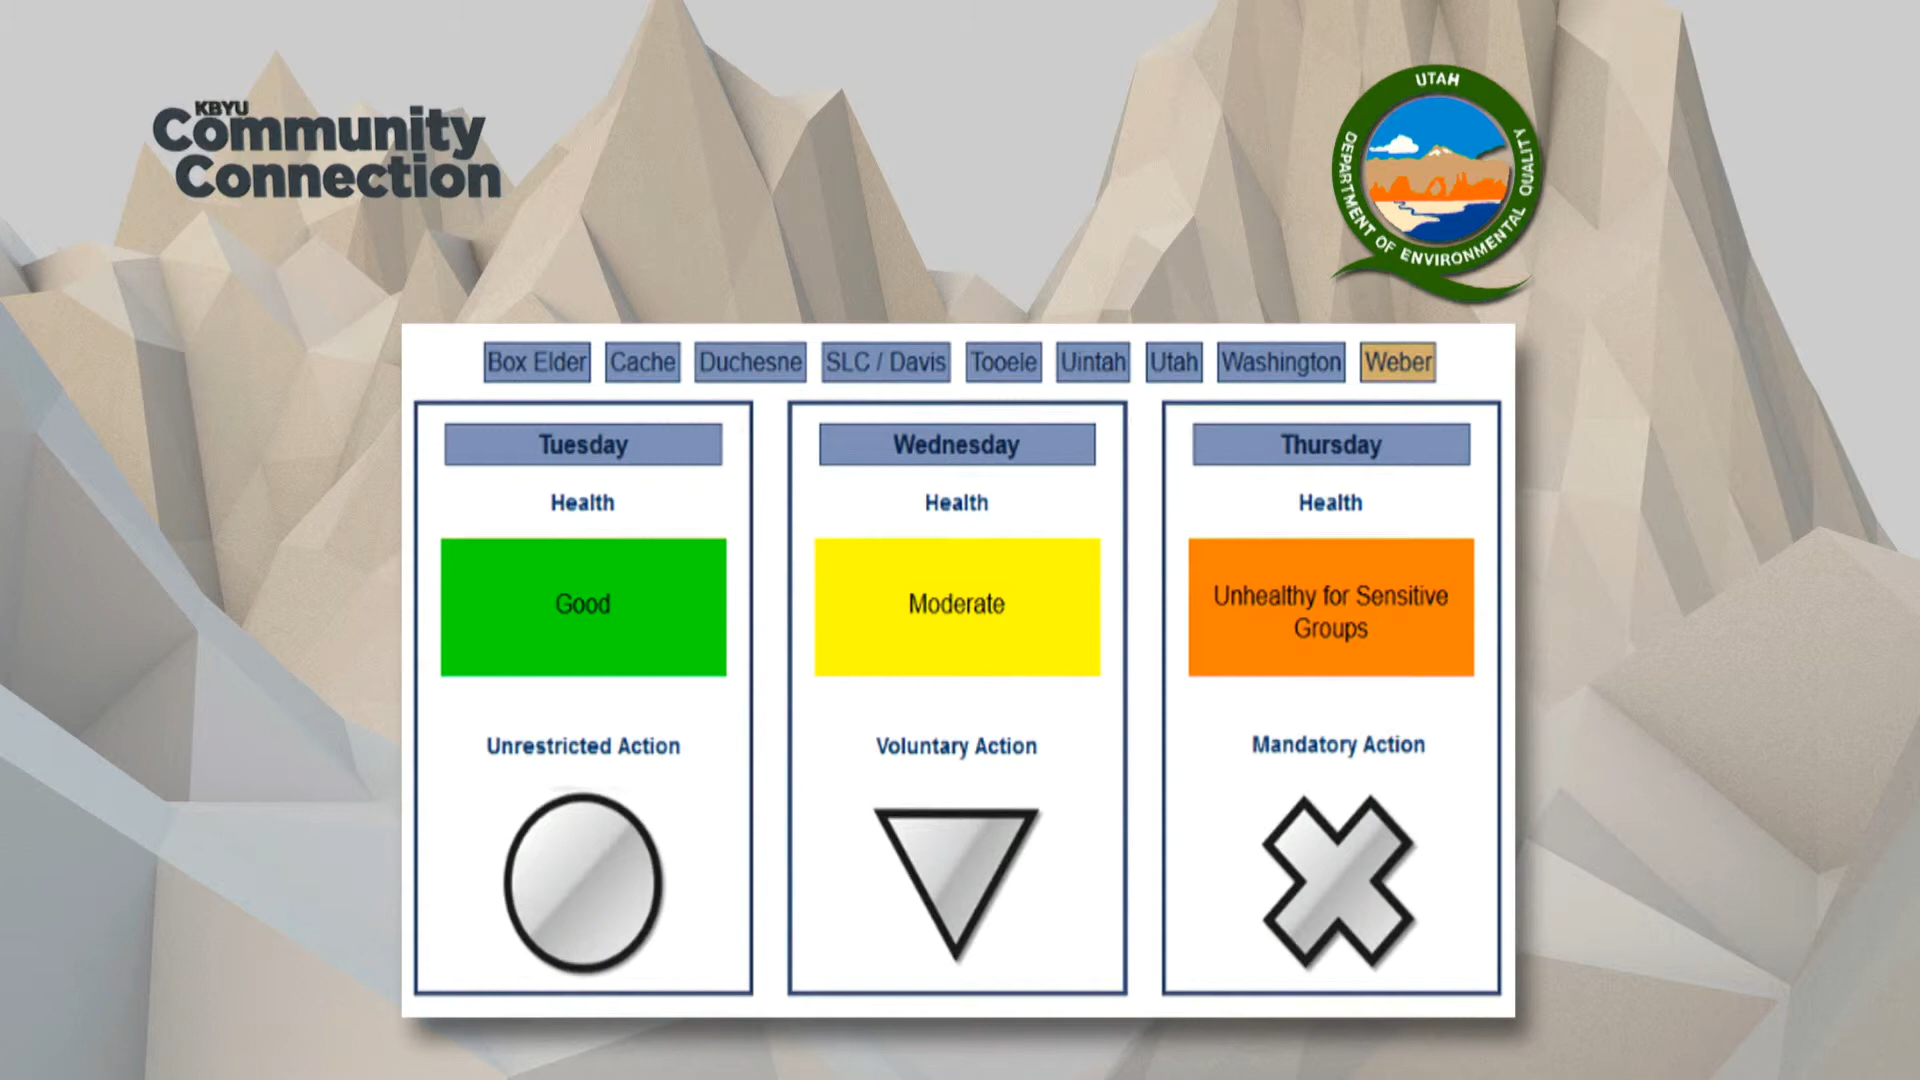 KBYU
Community
Connection
UTAH
DEPARTMENT OF ENVIRONMENTAL QUALITY
Box Elder Cache Duchesne SLC / Davis Tooele Uintah Utah Washington Weber
Tuesday Wednesday Thursday
Health Health Health
Good Moderate Unhealthy for Sensitive
Groups
Unrestricted Action Voluntary Action Mandatory Action